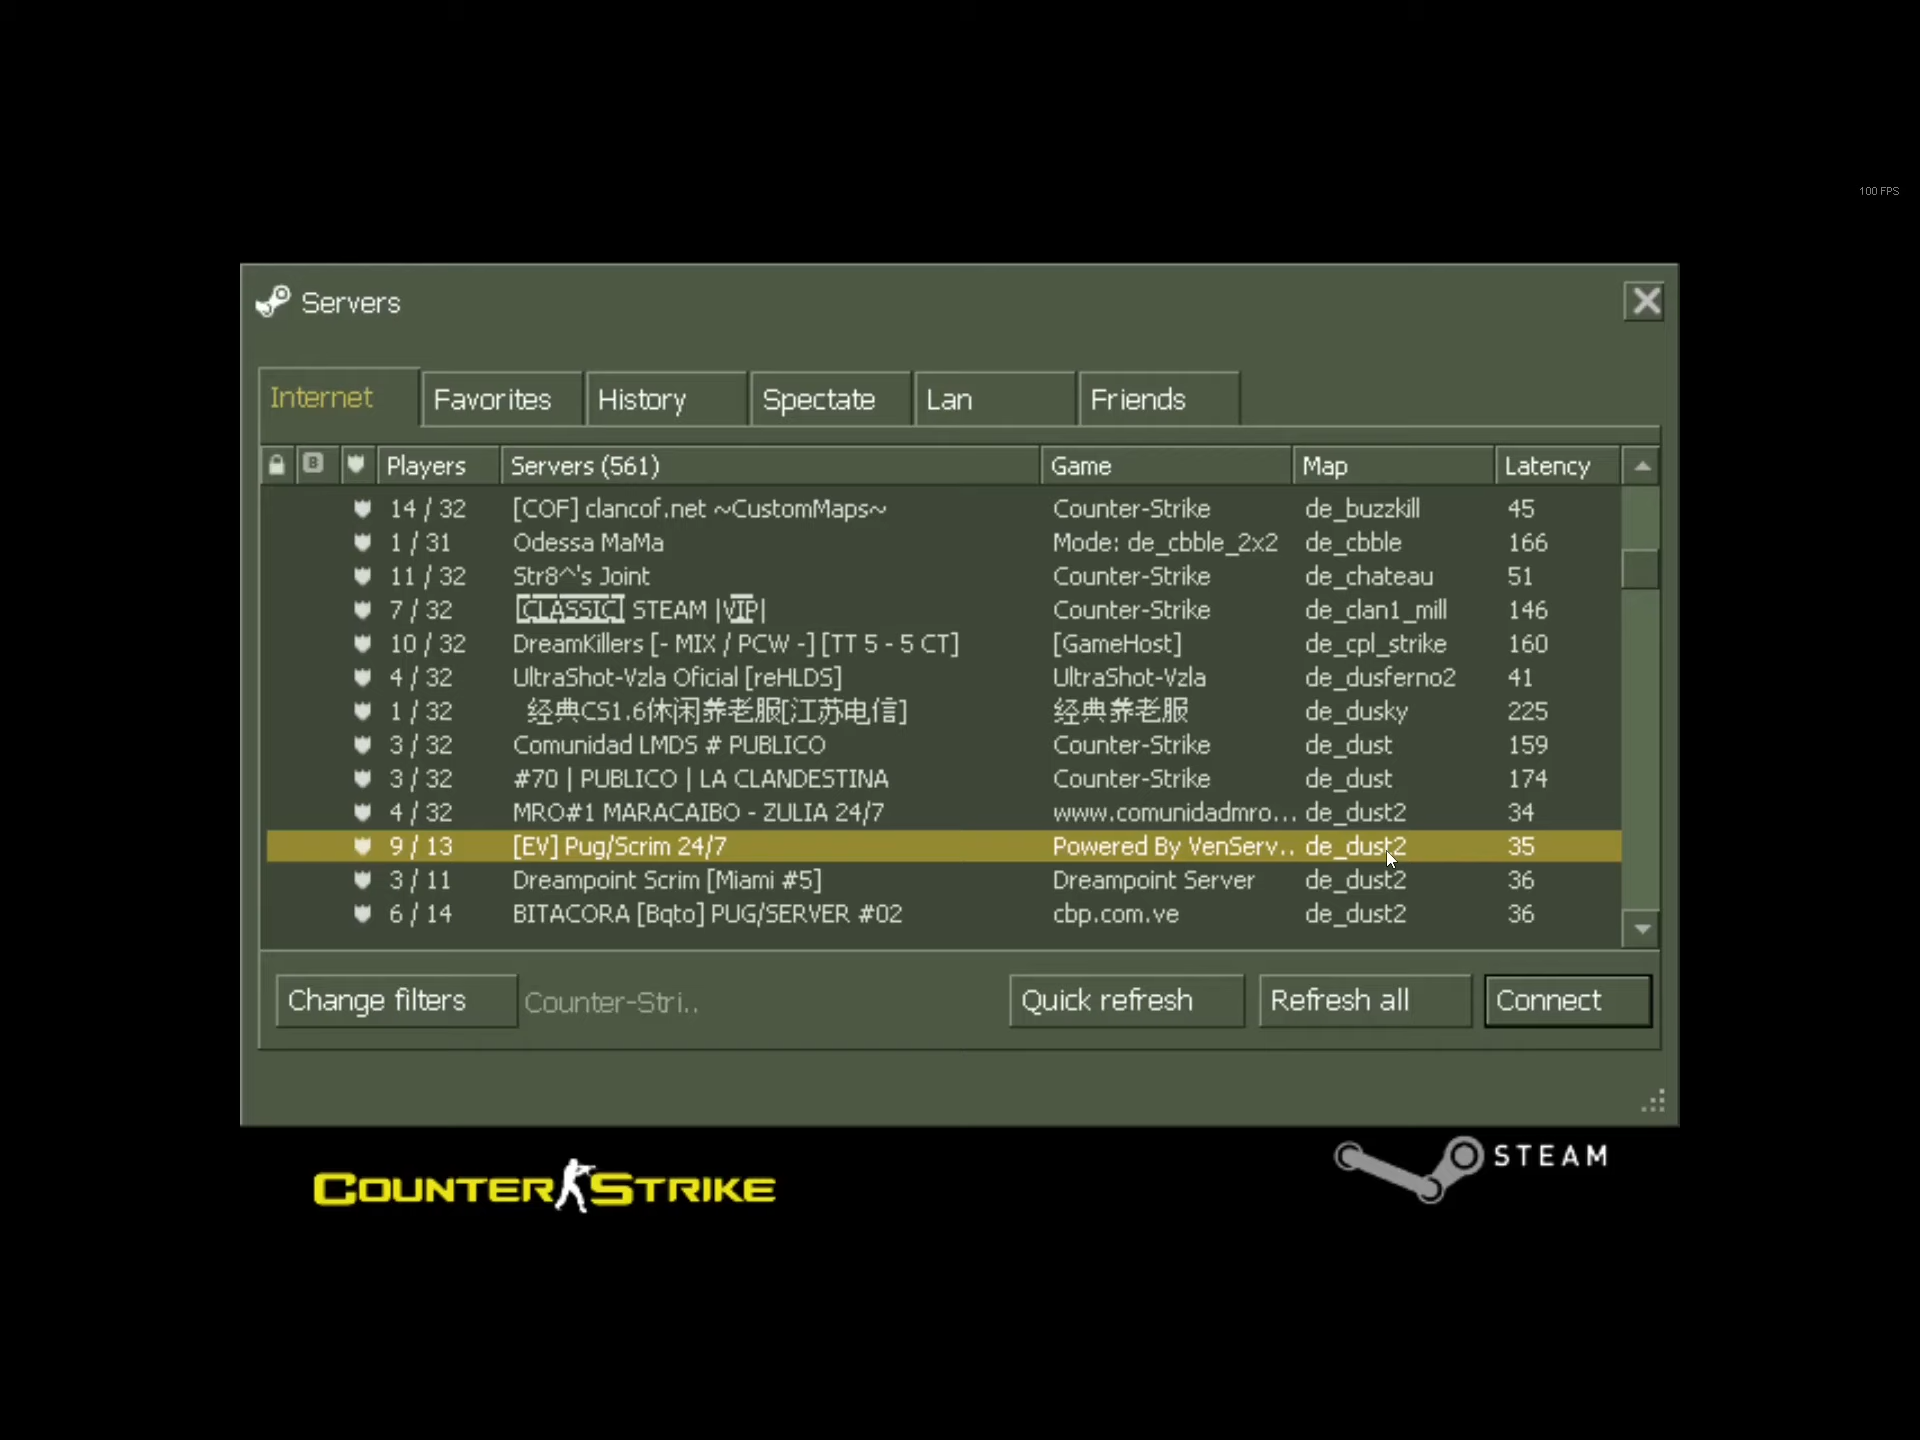 100 FPS
Servers
Internet Favorites History Spectate Lan Friends
B Players Servers (561) Game Map Latency
14 / 32 [COF] clancof.net ~CustomMaps~ Counter-Strike de_buzzkill 45
1 / 31 Odessa MaMa Mode: de_cbble_2x2 de_cbble 166
11 / 32 Str8^'s Joint Counter-Strike de_chateau 51
7 / 32 [CLASSIC] STEAM |VIP| Counter-Strike de_clan1_mill 146
10 / 32 DreamKillers [- MIX / PCW -] [TT 5 - 5 CT] [GameHost] de_cpl_strike 160
4 / 32 UltraShot-Vzla Oficial [reHLDS] UltraShot-Vzla de_dusferno2 41
1 / 32 经典CS1.6休闲养老服[江苏电信] 经典养老服 de_dusky 225
3 / 32 Comunidad LMDS # PUBLICO Counter-Strike de_dust 159
3 / 32 #70 | PUBLICO | LA CLANDESTINA Counter-Strike de_dust 174
4 / 32 MRO#1 MARACAIBO - ZULIA 24/7 www.comunidadmro... de_dust2 34
9 / 13 [EV] Pug/Scrim 24/7 Powered By VenServ.. de_dust2 35
3 / 11 Dreampoint Scrim [Miami #5] Dreampoint Server de_dust2 36
6 / 14 BITACORA [Bqto] PUG/SERVER #02 cbp.com.ve de_dust2 36
Change filters Counter-Stri.. Quick refresh Refresh all Connect
COUNTER STRIKE STEAM